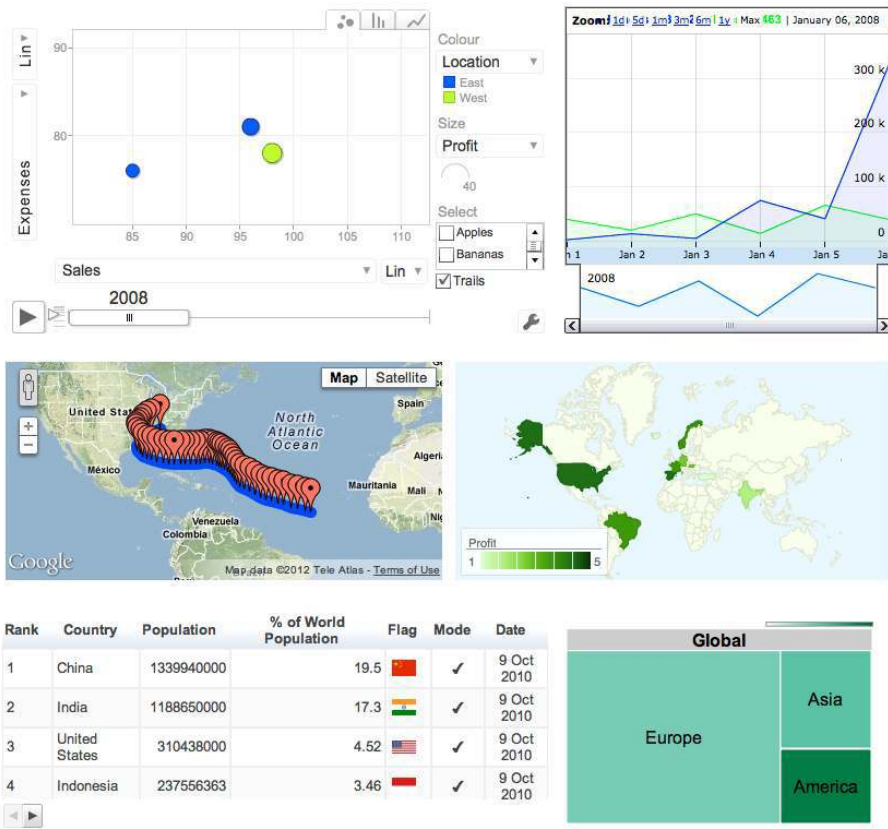 Lin
Expenses
90
80
85
90
95
100
105
110
Sales
Lin
2008
Colour
Location
East
West
Size
Profit
40
Select
Apples
Bananas
Trails
Zoom: 1d 5d 1m 3m 6m 1y Max 463 | January 06, 2008
300 k
200 k
100 k
0
Jan 2
Jan 3
Jan 4
Jan 5
2008
Map Satellite
United Stat
North
Atlantic
Ocean
Spain
México
Algeri
Mauritania
Mali
Venezuela
Colombia
Google
Map data ©2012 Tele Atlas - Terms of Use
Profit
1 5
Rank Country Population % of World Population Flag Mode Date
1 China 1339940000 19.5 ✓ 9 Oct 2010
2 India 1188650000 17.3 ✓ 9 Oct 2010
3 United States 310438000 4.52 ✓ 9 Oct 2010
4 Indonesia 237556363 3.46 ✓ 9 Oct 2010
Global
Europe
Asia
America